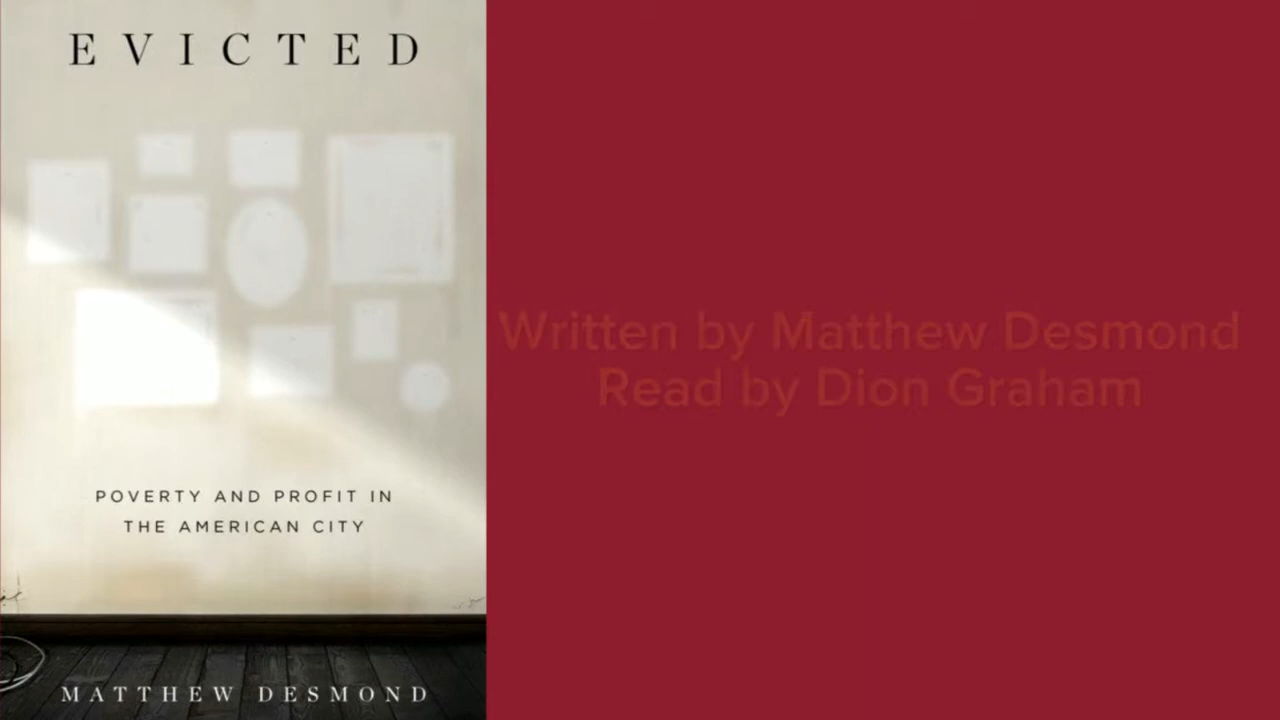 EVICTED
POVERTY AND PROFIT IN
THE AMERICAN CITY
MATTHEW DESMOND
Written by Matthew Desmond
Read by Dion Graham